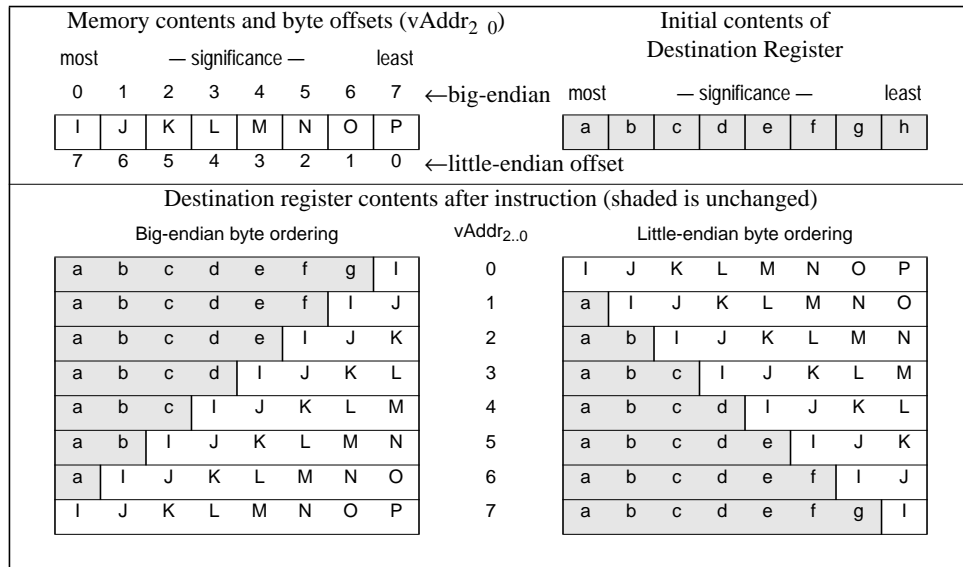 Memory contents and byte offsets (vAddr2 0)
Initial contents of
Destination Register
most — significance — least
0 1 2 3 4 5 6 7 ←big-endian
most — significance — least
I J K L M N O P
a b c d e f g h
7 6 5 4 3 2 1 0 ←little-endian offset
Destination register contents after instruction (shaded is unchanged)
Big-endian byte ordering vAddr2..0 Little-endian byte ordering
a b c d e f g I 0 I J K L M N O P
a b c d e f I J 1 a I J K L M N O
a b c d e I J K 2 a b I J K L M N
a b c d I J K L 3 a b c I J K L M
a b c I J K L M 4 a b c d I J K L
a b I J K L M N 5 a b c d e I J K
a I J K L M N O 6 a b c d e f I J
I J K L M N O P 7 a b c d e f g I